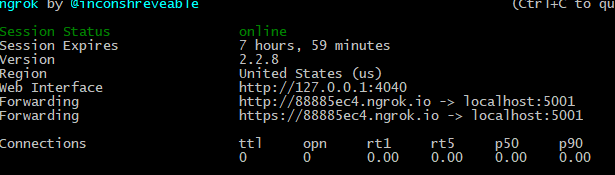 ngrok by @inconshreveable (Ctrl+C to qu
Session Status online
Session Expires 7 hours, 59 minutes
Version 2.2.8
Region United States (us)
Web Interface http://127.0.0.1:4040
Forwarding http://88885ec4.ngrok.io -> localhost:5001
Forwarding https://88885ec4.ngrok.io -> localhost:5001
Connections ttl opn rt1 rt5 p50 p90
0 0 0.00 0.00 0.00 0.00